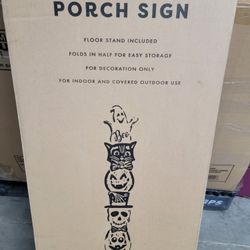 PORCH SIGN
FLOOR STAND INCLUDED
FOLDS IN HALF FOR EASY STORAGE
FOR DECORATION ONLY
FOR INDOOR AND COVERED OUTDOOR USE
Boo